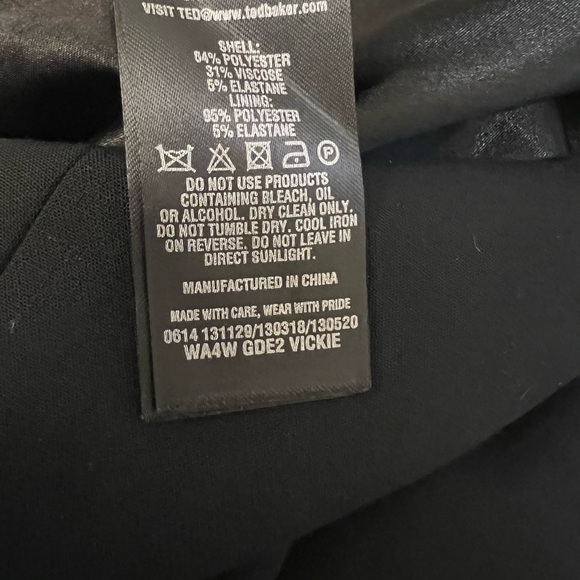 VISIT TED@www.tedbaker.com
SHELL:
64% POLYESTER
31% VISCOSE
5% ELASTANE
LINING:
95% POLYESTER
5% ELASTANE
P
DO NOT USE PRODUCTS
CONTAINING BLEACH, OIL
OR ALCOHOL. DRY CLEAN ONLY.
DO NOT TUMBLE DRY. COOL IRON
ON REVERSE. DO NOT LEAVE IN
DIRECT SUNLIGHT.
MANUFACTURED IN CHINA
MADE WITH CARE, WEAR WITH PRIDE
0614 131129/130318/130520
WA4W GDE2 VICKIE